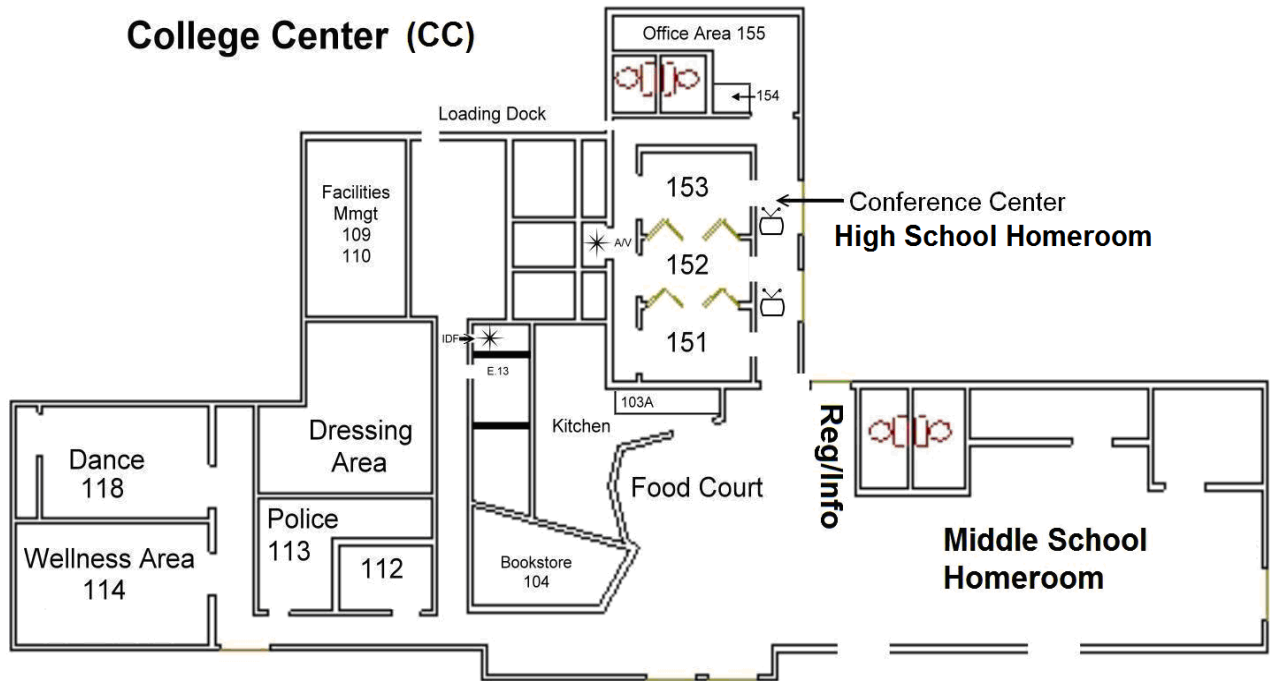 College Center (CC)
Office Area 155
154
Loading Dock
Facilities
Mmgt
109
110
153
Conference Center
High School Homeroom
A/V
152
IDF
151
E.13
103A
Kitchen
Reg/Info
Dressing
Area
Dance
118
Food Court
Police
113
Middle School
Homeroom
Wellness Area
114
112
Bookstore
104